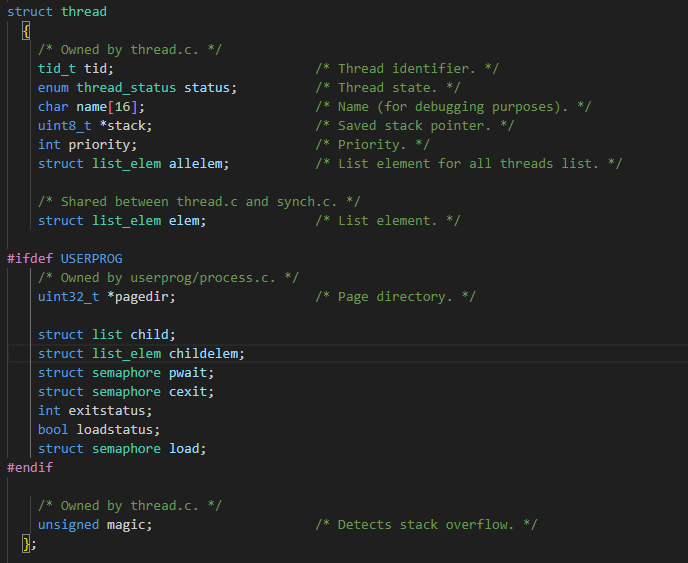 struct thread
{
/* Owned by thread.c. */
tid_t tid; /* Thread identifier. */
enum thread_status status; /* Thread state. */
char name[16]; /* Name (for debugging purposes). */
uint8_t *stack; /* Saved stack pointer. */
int priority; /* Priority. */
struct list_elem allelem; /* List element for all threads list. */
/* Shared between thread.c and synch.c. */
struct list_elem elem; /* List element. */
#ifdef USERPROG
/* Owned by userprog/process.c. */
uint32_t *pagedir; /* Page directory. */
struct list child;
struct list_elem childelem;
struct semaphore pwait;
struct semaphore cexit;
int exitstatus;
bool loadstatus;
struct semaphore load;
#endif
/* Owned by thread.c. */
unsigned magic; /* Detects stack overflow. */
};